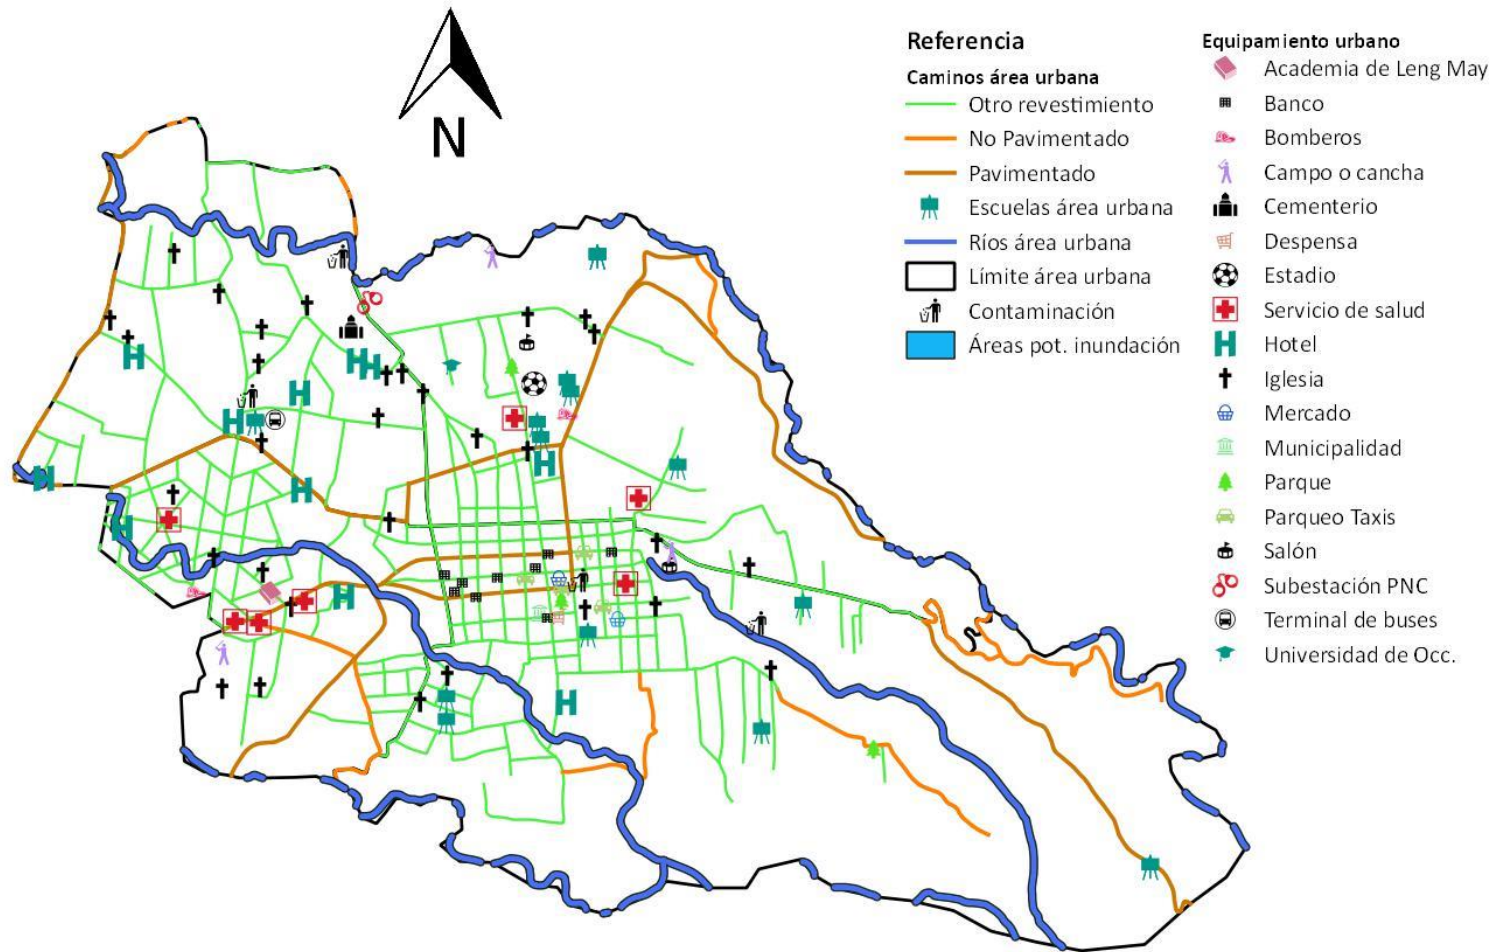 N
Referencia
Caminos área urbana
Otro revestimiento
No Pavimentado
Pavimentado
Escuelas área urbana
Ríos área urbana
Límite área urbana
Contaminación
Áreas pot. inundación
Equipamiento urbano
Academia de Leng May
Banco
Bomberos
Campo o cancha
Cementerio
Despensa
Estadio
Servicio de salud
H Hotel
Iglesia
Mercado
Municipalidad
Parque
Parqueo Taxis
Salón
Subestación PNC
Terminal de buses
Universidad de Occ.
H
H
H
H
H
H
H
H
H
H
H